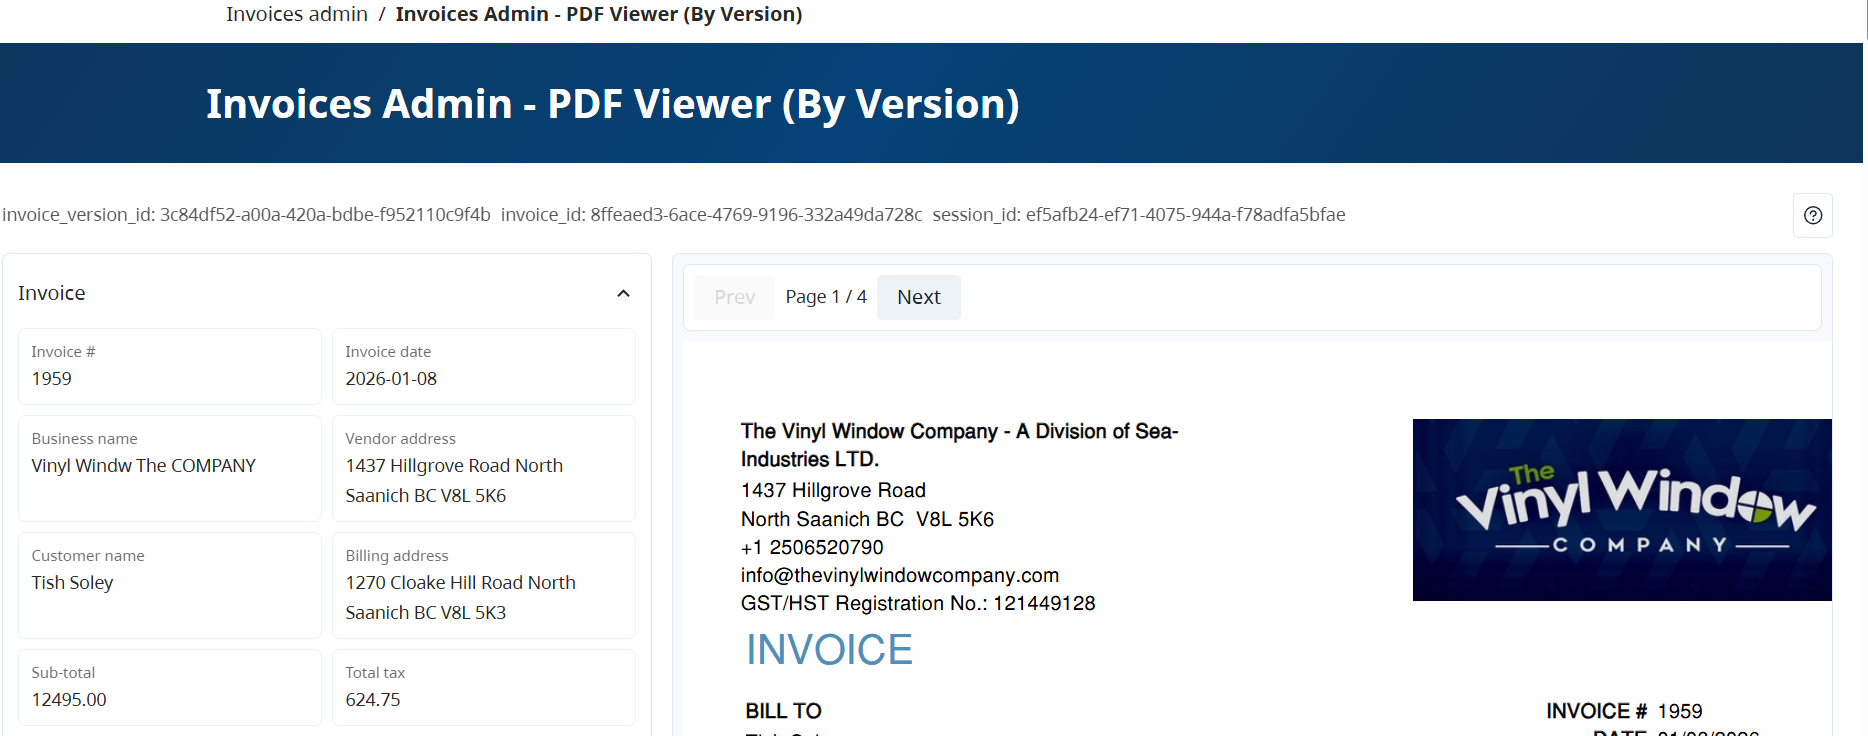 Invoices admin / Invoices Admin - PDF Viewer (By Version)
Invoices Admin - PDF Viewer (By Version)
invoice_version_id: 3c84df52-a00a-420a-bdbe-f952110c9f4b invoice_id: 8ffeaed3-6ace-4769-9196-332a49da728c session_id: ef5afb24-ef71-4075-944a-f78adfa5bfae
Invoice
Invoice #
1959
Invoice date
2026-01-08
Business name
Vinyl Windw The COMPANY
Vendor address
1437 Hillgrove Road North
Saanich BC V8L 5K6
Customer name
Tish Soley
Billing address
1270 Cloake Hill Road North
Saanich BC V8L 5K3
Sub-total
12495.00
Total tax
624.75
Prev Page 1 / 4 Next
The Vinyl Window Company - A Division of Sea-
Industries LTD.
1437 Hillgrove Road
North Saanich BC V8L 5K6
+1 2506520790
info@thevinylwindowcompany.com
GST/HST Registration No.: 121449128
The
Vinyl Window
COMPANY
INVOICE
BILL TO
INVOICE # 1959
DATE 01/08/2026